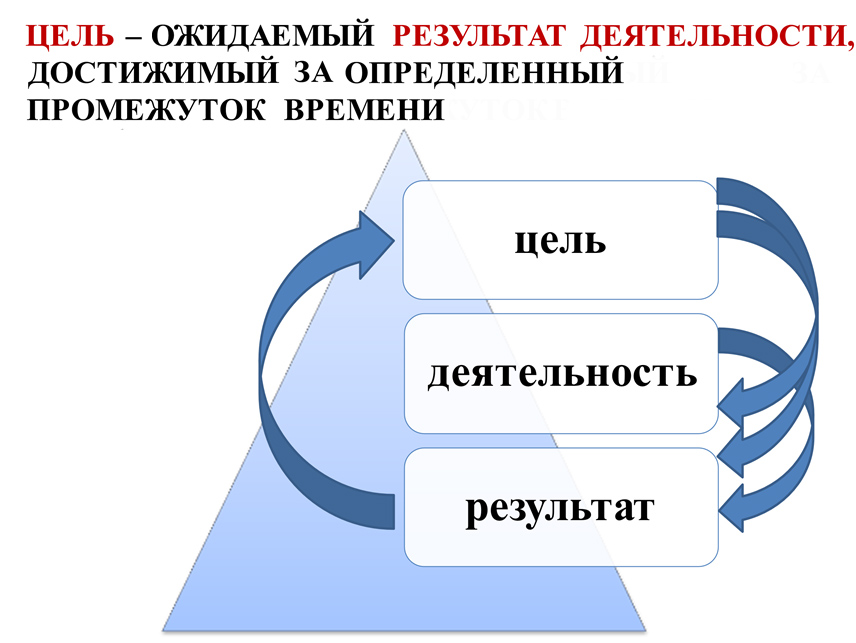 ЦЕЛЬ – ОЖИДАЕМЫЙ РЕЗУЛЬТАТ ДЕЯТЕЛЬНОСТИ,
ДОСТИЖИМЫЙ ЗА ОПРЕДЕЛЕННЫЙ
ПРОМЕЖУТОК ВРЕМЕНИ
цель
деятельность
результат